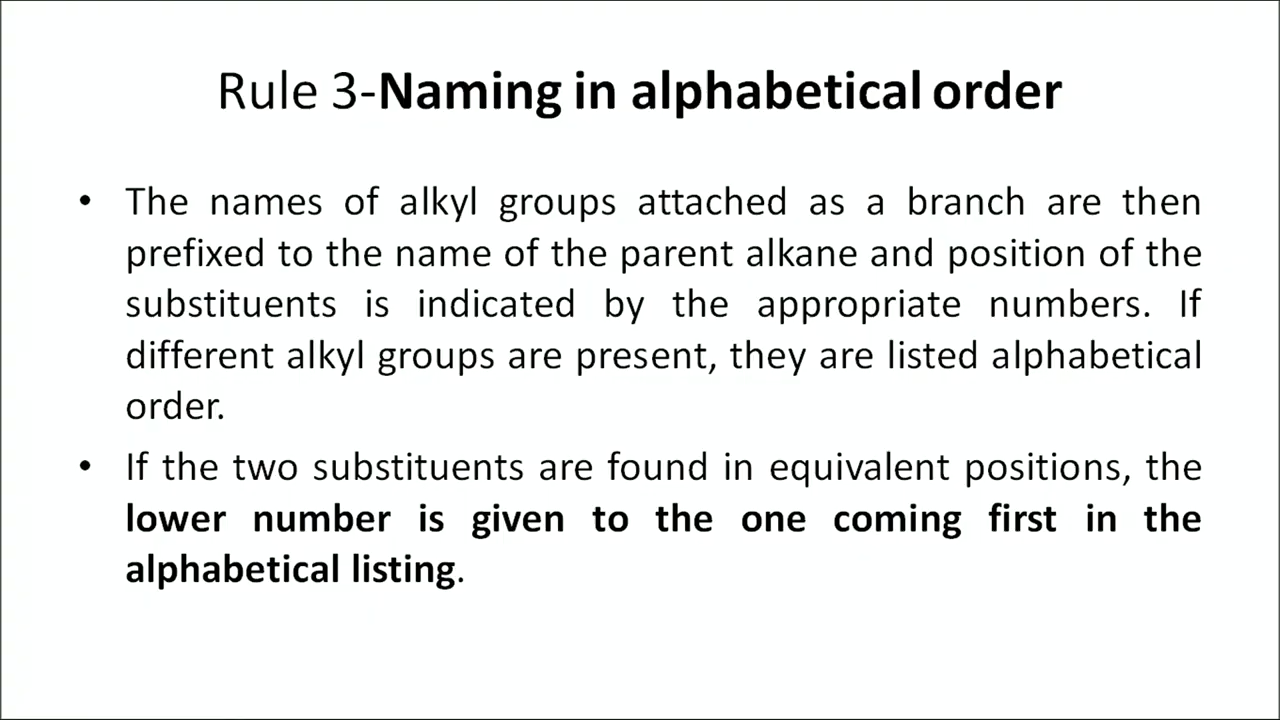 Rule 3-Naming in alphabetical order
• The names of alkyl groups attached as a branch are then
prefixed to the name of the parent alkane and position of the
substituents is indicated by the appropriate numbers. If
different alkyl groups are present, they are listed alphabetical
order.
• If the two substituents are found in equivalent positions, the
lower number is given to the one coming first in the
alphabetical listing.